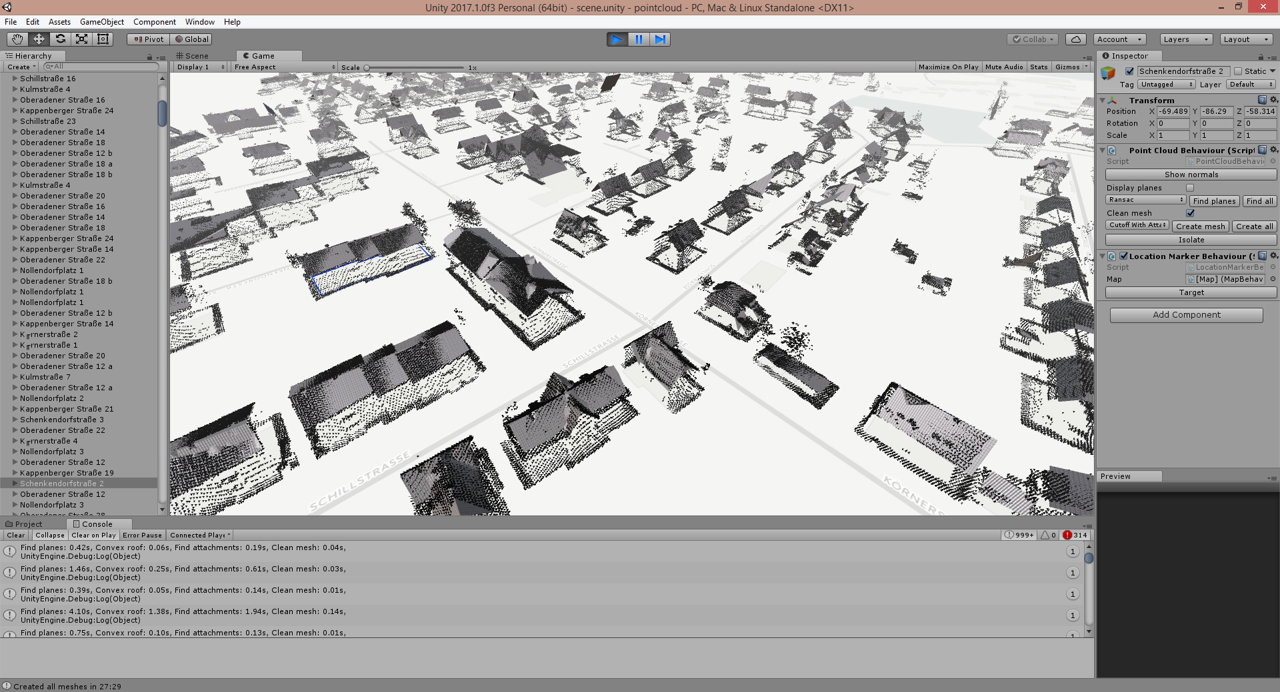 Unity 2017.1.0f3 Personal (64bit) - scene.unity - pointcloud - PC, Mac & Linux Standalone <DX11>
File Edit Assets GameObject Component Window Help
Pivot Global Collab Account Layers Layout
Hierarchy
Create All
Schillstraße 16
Kulmstraße 4
Oberadener Straße 16
Kappenberger Straße 24
Schillstraße 23
Oberadener Straße 14
Oberadener Straße 18
Oberadener Straße 12 b
Oberadener Straße 18 a
Oberadener Straße 18 b
Kulmstraße 4
Oberadener Straße 20
Oberadener Straße 16
Oberadener Straße 14
Oberadener Straße 18
Kappenberger Straße 24
Kappenberger Straße 14
Oberadener Straße 22
Nollendorfplatz 1
Oberadener Straße 18 b
Nollendorfplatz 1
Nollendorfplatz 1
Oberadener Straße 12 b
Kappenberger Straße 14
Oberadener Straße 20
Oberadener Straße 12 a
Kulmstraße 7
Oberadener Straße 12 a
Nollendorfplatz 2
Kappenberger Straße 21
Schenkendorfstraße 3
Oberadener Straße 22
Nollendorfplatz 3
Oberadener Straße 12
Kappenberger Straße 19
Schenkendorfstraße 2
Oberadener Straße 12
Nollendorfplatz 3
Scene Game
Display 1 Free Aspect Scale 1x Maximize On Play Mute Audio Stats Gizmos
SCHILLSTRASSE
SCHILLSTRASSE
KÖRNERS
Inspector
Schenkendorfstraße 2 Static
Tag Untagged Layer Default
Transform
Position X -69.489 Y -86.29 Z -58.314
Rotation X 0 Y 0 Z 0
Scale X 1 Y 1 Z 1
Point Cloud Behaviour (Script
Script PointCloudBehavi
Show normals
Display planes
Ransac Find planes Find all
Clean mesh
Cutoff With Atta Create mesh Create all
Isolate
Location Marker Behaviour (S
Script LocationMarkerBe
Map [Map] (MapBehav
Target
Add Component
Preview
Project Console
Clear Collapse Clear on Play Error Pause Connected Play 999+ 0 314
Find planes: 0.42s, Convex roof: 0.06s, Find attachments: 0.19s, Clean mesh: 0.04s,
UnityEngine.Debug:Log(Object)
1
Find planes: 1.46s, Convex roof: 0.25s, Find attachments: 0.61s, Clean mesh: 0.03s,
UnityEngine.Debug:Log(Object)
1
Find planes: 0.39s, Convex roof: 0.05s, Find attachments: 0.14s, Clean mesh: 0.01s,
UnityEngine.Debug:Log(Object)
1
Find planes: 4.10s, Convex roof: 1.38s, Find attachments: 1.94s, Clean mesh: 0.14s,
UnityEngine.Debug:Log(Object)
1
Find planes: 0.75s, Convex roof: 0.10s, Find attachments: 0.13s, Clean mesh: 0.01s,
Created all meshes in 27:29